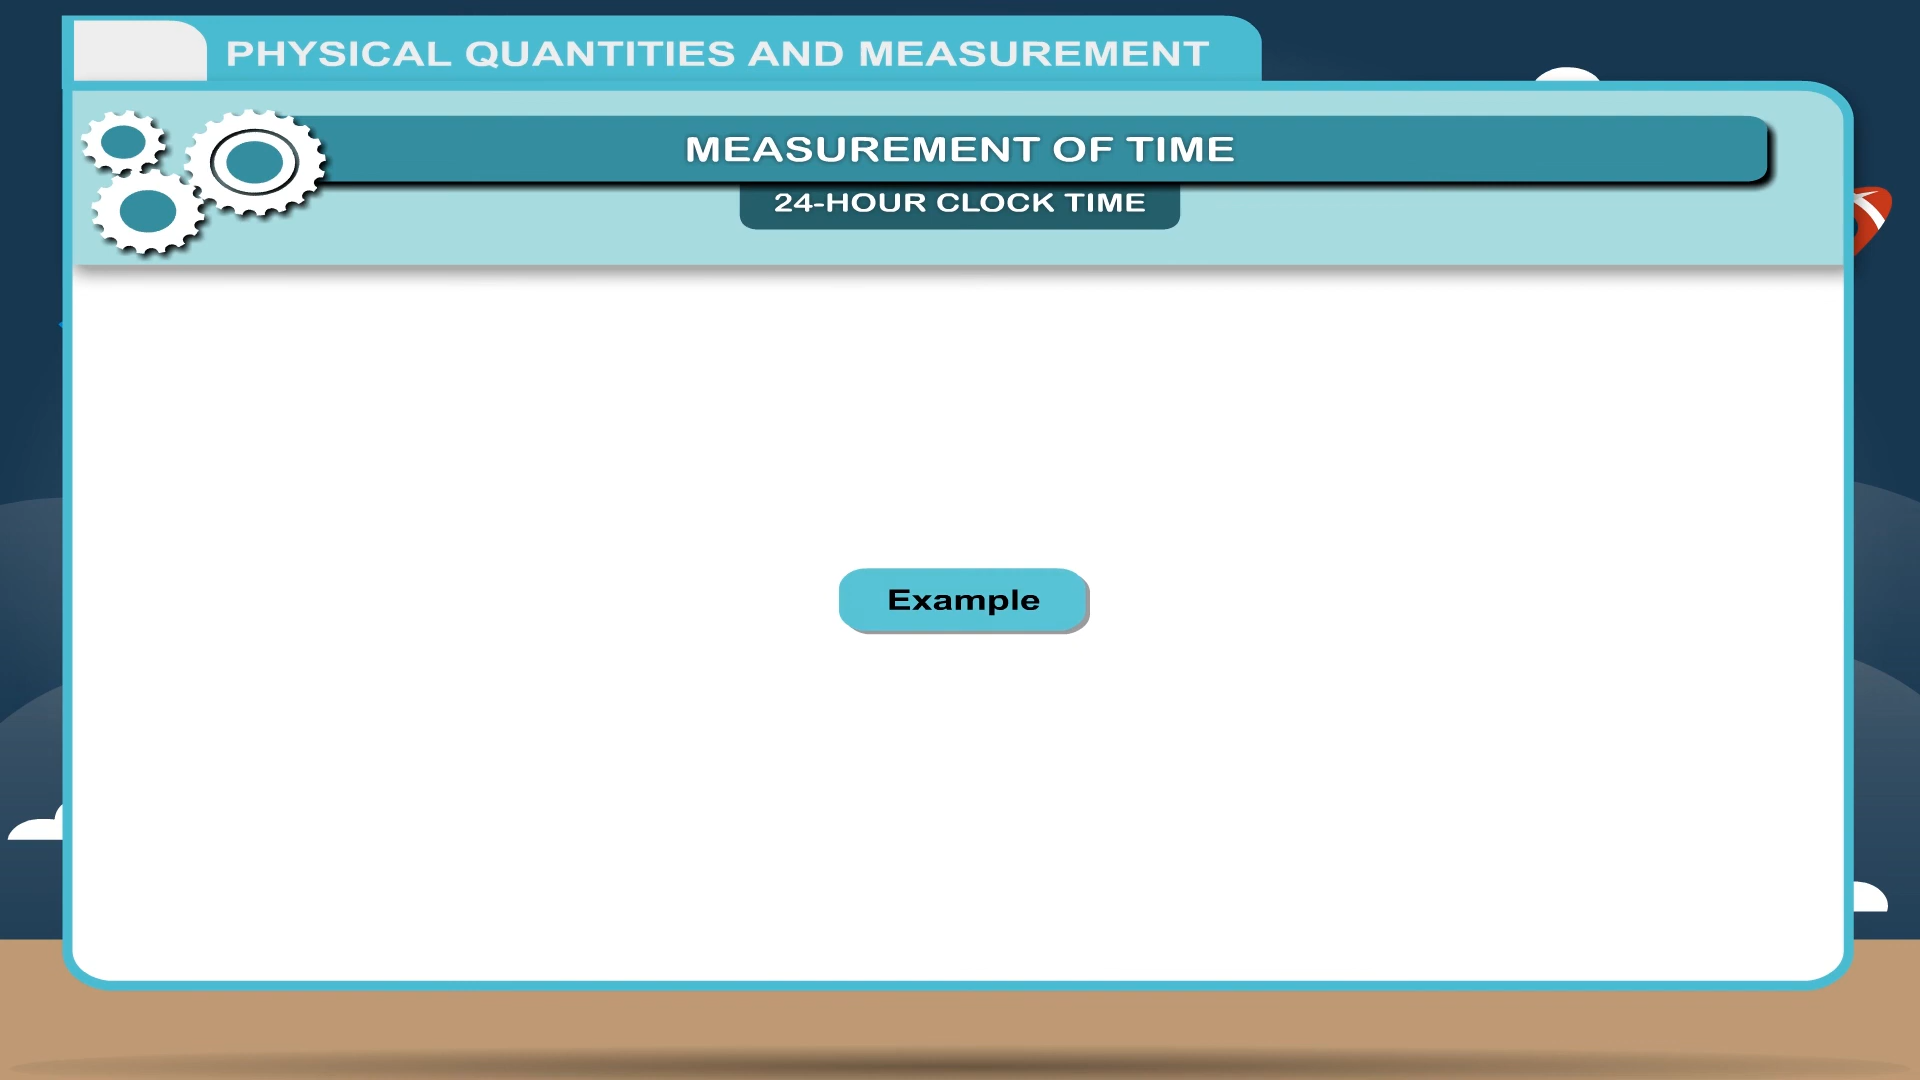 PHYSICAL QUANTITIES AND MEASUREMENT
MEASUREMENT OF TIME
24-HOUR CLOCK TIME
Example